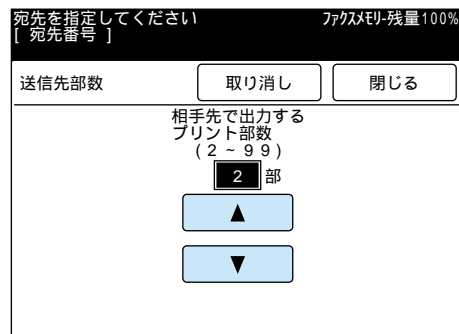 宛先を指定してください ﾌｧｸｽﾒﾓﾘｰ残量100%
[ 宛先番号 ]
送信先部数 取り消し 閉じる
相手先で出力する
プリント部数
(2~99)
2 部
▲
▼